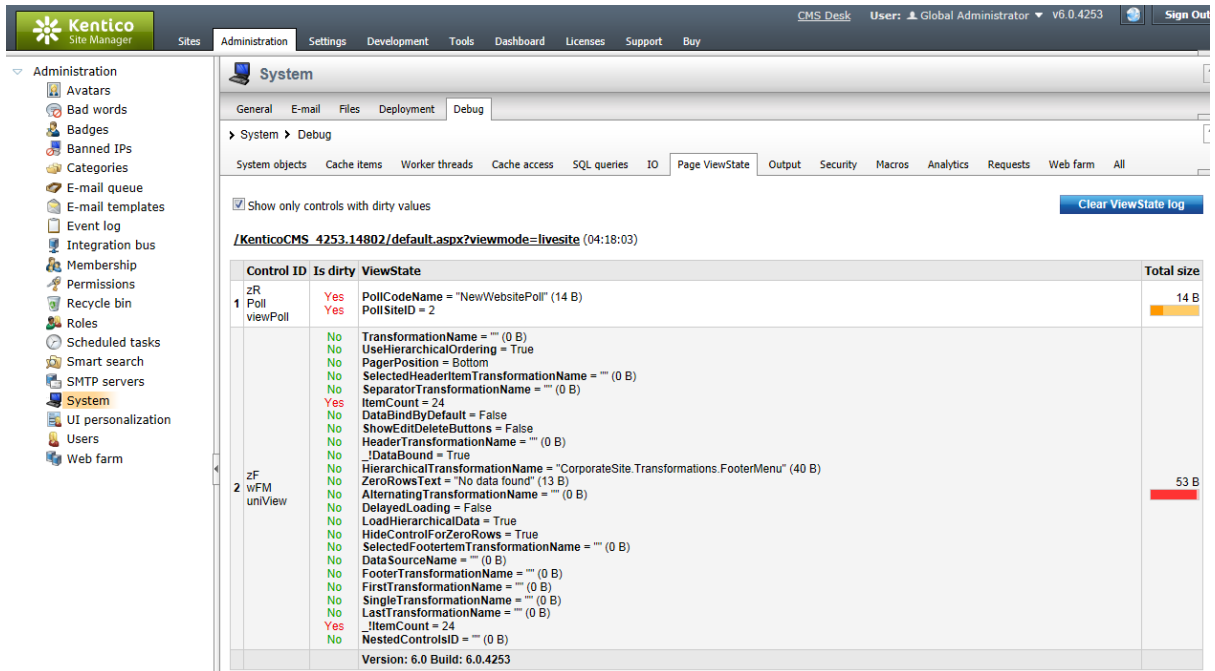 Kentico
Site Manager
CMS Desk User: Global Administrator v6.0.4253 Sign Out
Sites Administration Settings Development Tools Dashboard Licenses Support Buy
Administration
Avatars
Bad words
Badges
Banned IPs
Categories
E-mail queue
E-mail templates
Event log
Integration bus
Membership
Permissions
Recycle bin
Roles
Scheduled tasks
Smart search
SMTP servers
System
UI personalization
Users
Web farm
System
General E-mail Files Deployment Debug
System > Debug
System objects Cache items Worker threads Cache access SQL queries IO Page ViewState Output Security Macros Analytics Requests Web farm All
Show only controls with dirty values
Clear ViewState log
/KenticoCMS_4253.14802/default.aspx?viewmode=livesite (04:18:03)
Control ID Is dirty ViewState Total size
1
zR
Poll
viewPoll
Yes PollCodeName = "NewWebsitePoll" (14 B)
Yes PollSiteID = 2
14 B
2
zF
wFM
uniView
No TransformationName = "" (0 B)
No UseHierarchicalOrdering = True
No PagerPosition = Bottom
No SelectedHeaderItemTransformationName = "" (0 B)
No SeparatorTransformationName = "" (0 B)
Yes ItemCount = 24
No DataBindByDefault = False
No ShowEditDeleteButtons = False
No HeaderTransformationName = "" (0 B)
No _!DataBound = True
No HierarchicalTransformationName = "CorporateSite.Transformations.FooterMenu" (40 B)
No ZeroRowsText = "No data found" (13 B)
No AlternatingTransformationName = "" (0 B)
No DelayedLoading = False
No LoadHierarchicalData = True
No HideControlForZeroRows = True
No SelectedFooterItemTransformationName = "" (0 B)
No DataSourceName = "" (0 B)
No FooterTransformationName = "" (0 B)
No FirstTransformationName = "" (0 B)
No SingleTransformationName = "" (0 B)
No LastTransformationName = "" (0 B)
Yes _!ItemCount = 24
No NestedControlsID = "" (0 B)
53 B
Version: 6.0 Build: 6.0.4253